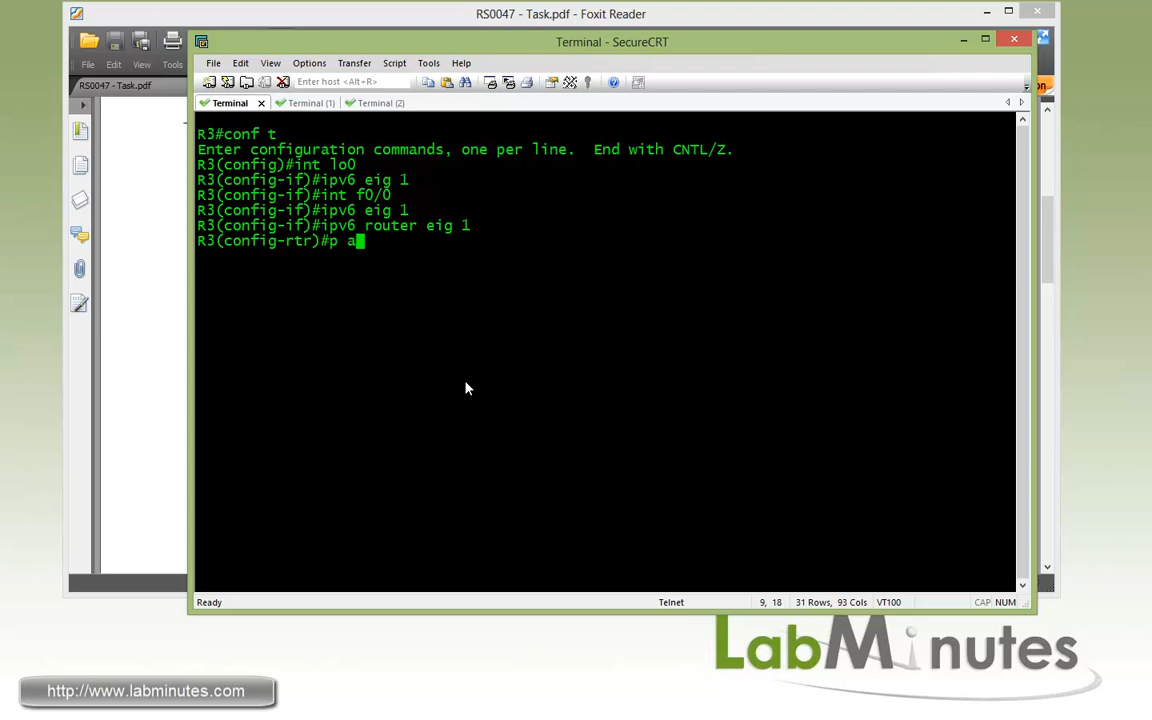 RS0047 - Task.pdf - Foxit Reader
File Edit View Tools
RS0047 - Task.pdf
Terminal - SecureCRT
File Edit View Options Transfer Script Tools Help
Enter host <Alt+R>
Terminal Terminal (1) Terminal (2)
on
R3#conf t
Enter configuration commands, one per line. End with CNTL/Z.
R3(config)#int lo0
R3(config-if)#ipv6 eig 1
R3(config-if)#int f0/0
R3(config-if)#ipv6 eig 1
R3(config-if)#ipv6 router eig 1
R3(config-rtr)#p a
Ready Telnet 9, 18 31 Rows, 93 Cols VT100 CAP NUM
LabMinutes
http://www.labminutes.com